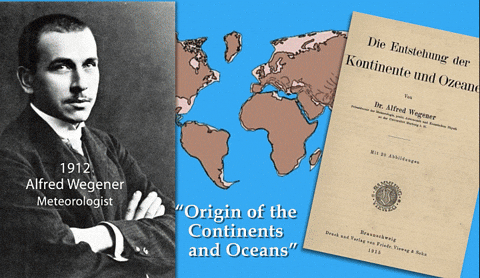 1912
Alfred Wegener
Meteorologist
"Origin of the
Continents
and Oceans"
Die Entstehung der
Kontinente und Ozeane
Von
Dr. Alfred Wegener
Mit 20 Abbildungen
Braunschweig
Druck und Verlag von Friedr. Vieweg & Sohn
1915